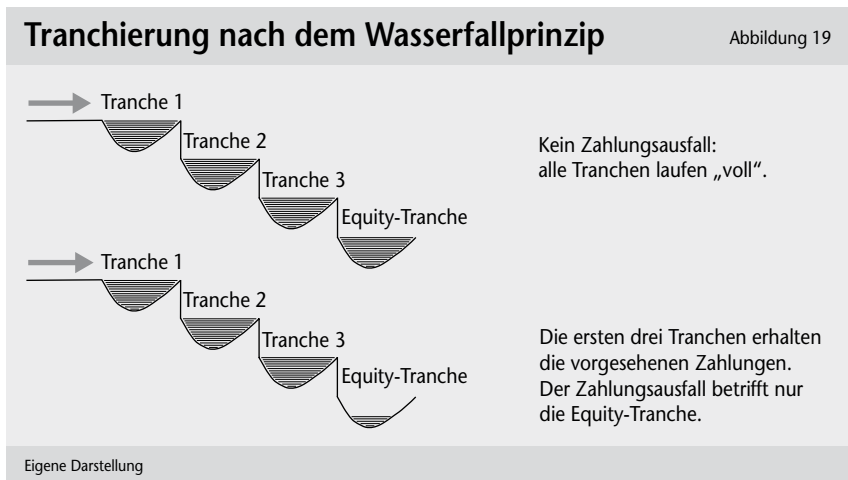 Tranchierung nach dem Wasserfallprinzip
Abbildung 19
Tranche 1
Tranche 2
Tranche 3
Equity-Tranche
Kein Zahlungsausfall:
alle Tranchen laufen „voll“.
Tranche 1
Tranche 2
Tranche 3
Equity-Tranche
Die ersten drei Tranchen erhalten
die vorgesehenen Zahlungen.
Der Zahlungsausfall betrifft nur
die Equity-Tranche.
Eigene Darstellung